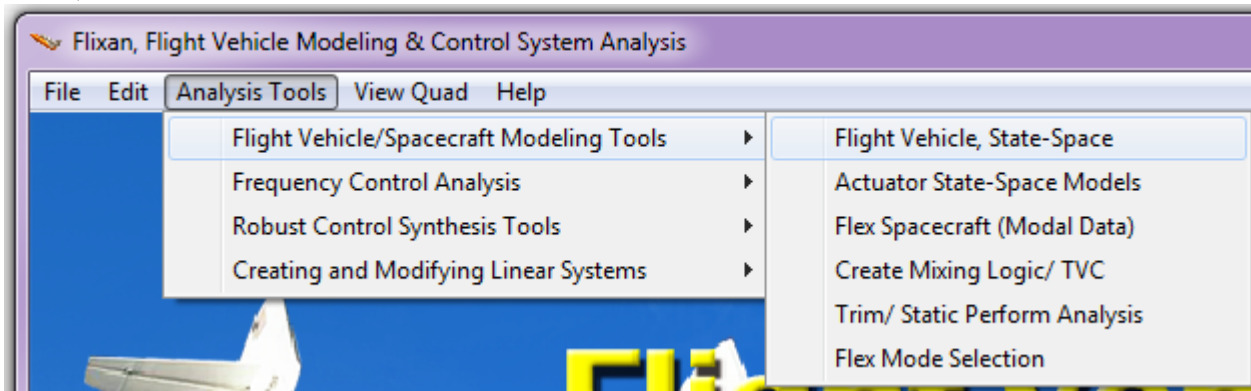 Flixan, Flight Vehicle Modeling & Control System Analysis
File Edit Analysis Tools View Quad Help
Flight Vehicle/Spacecraft Modeling Tools
Frequency Control Analysis
Robust Control Synthesis Tools
Creating and Modifying Linear Systems
Flight Vehicle, State-Space
Actuator State-Space Models
Flex Spacecraft (Modal Data)
Create Mixing Logic/ TVC
Trim/ Static Perform Analysis
Flex Mode Selection